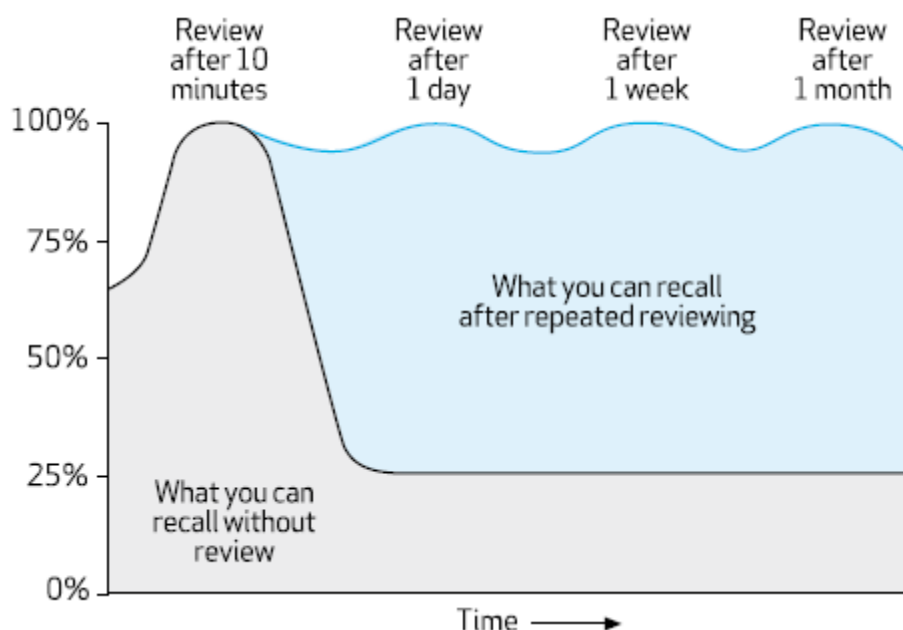 Review
after 10
minutes
Review
after
1 day
Review
after
1 week
Review
after
1 month
100%
75%
What you can recall
after repeated reviewing
50%
25%
What you can
recall without
review
0%
Time